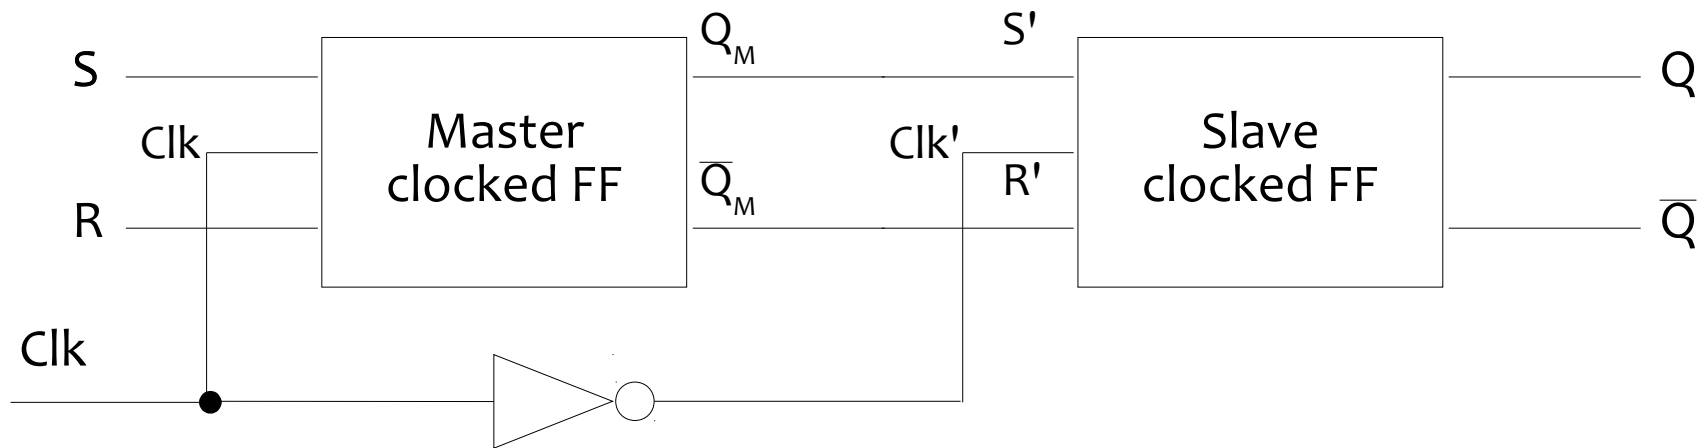 S
Clk
R
Clk
Master
clocked FF
Q_M
Q̅_M
S'
Clk'
R'
Slave
clocked FF
Q
Q̅